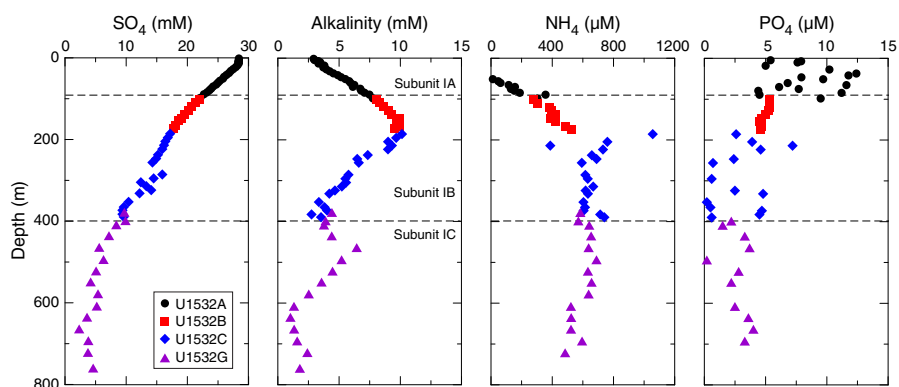 SO4 (mM)
Alkalinity (mM)
NH4 (µM)
PO4 (µM)
0 10 20 30
0 5 10 15
0 400 800 1200
0 5 10 15
Depth (m)
0
200
400
600
800
Subunit IA
Subunit IB
Subunit IC
U1532A
U1532B
U1532C
U1532G